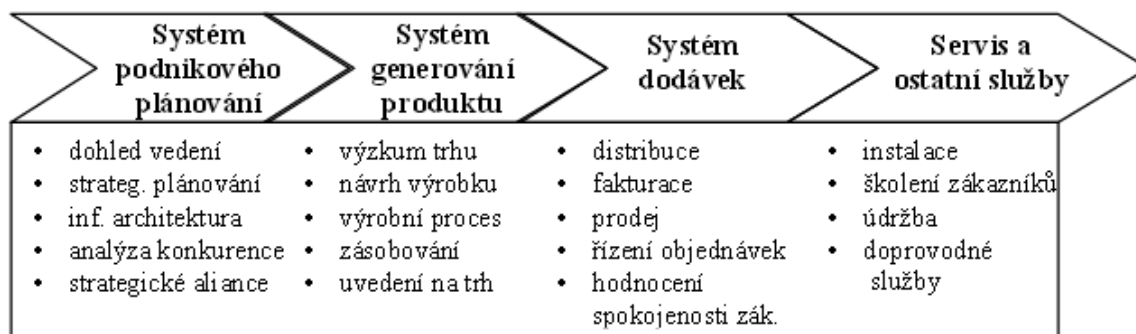 Systém
podnikového
plánování
Systém
generování
produktu
Systém
dodávek
Servis a
ostatní služby
• dohled vedení
• strateg. plánování
• inf. architektura
• analýza konkurence
• strategické aliance
• výzkum trhu
• návrh výrobku
• výrobní proces
• zásobování
• uvedení na trh
• distribuce
• fakturace
• prodej
• řízení objednávek
• hodnocení
spokojenosti zák.
• instalace
• školení zákazníků
• údržba
• doprovodné
služby